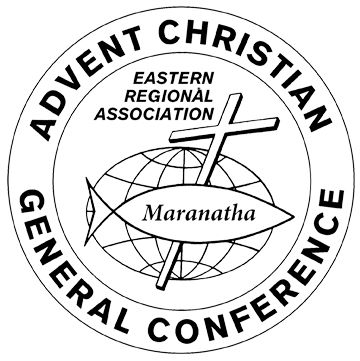 ADVENT CHRISTIAN
EASTERN
REGIONAL
ASSOCIATION
Maranatha
GENERAL CONFERENCE